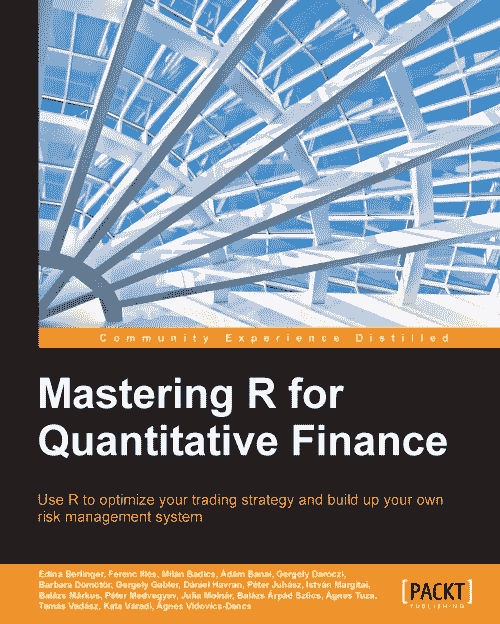 Community Experience Distilled
Mastering R for
Quantitative Finance
Use R to optimize your trading strategy and build up your own
risk management system
Edina Berlinger, Ferenc Illés, Milán Badics, Ádám Banai, Gergely Daróczi,
Barbara Dömötör, Gergely Gabler, Dániel Havran, Péter Juhász, István Margitai,
Balázs Márkus, Péter Medvegyev, Julia Molnár, Balázs Árpád Szűcs, Ágnes Tuza,
Tamás Vadász, Kata Váradi, Ágnes Vidovics-Dancs
[PACKT]
PUBLISHING